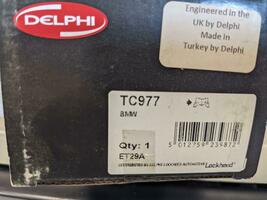 DELPHI
Engineered in the
UK by Delphi
Made in
Turkey by Delphi
TC977
BMW
Qty: 1
ET29A
5 012759 239872
Lockheed